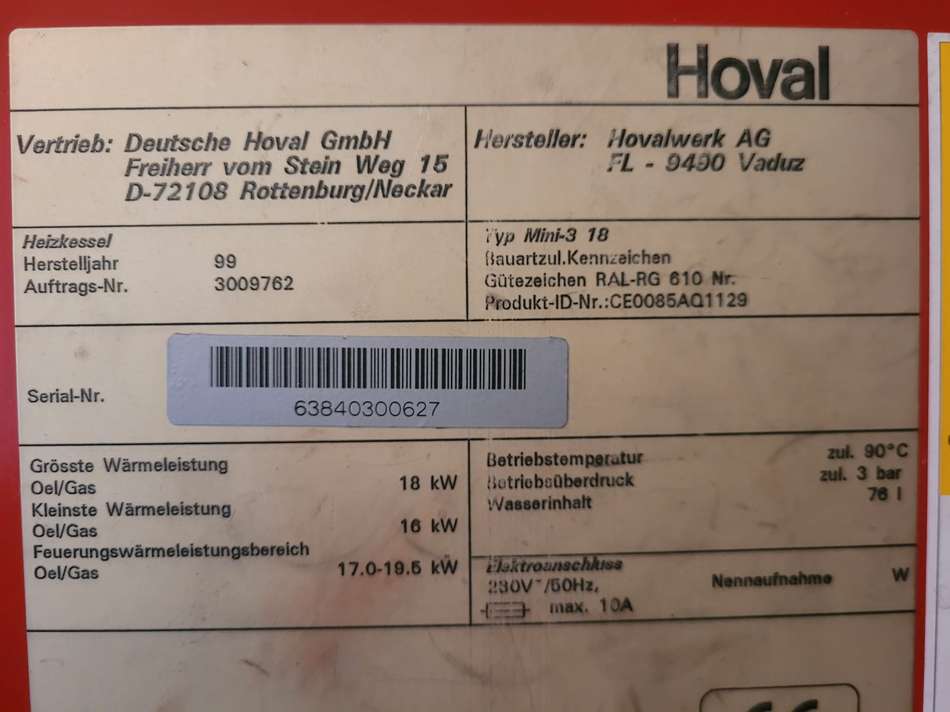 Hoval
Vertrieb: Deutsche Hoval GmbH
Freiherr vom Stein Weg 15
D-72108 Rottenburg/Neckar
Hersteller: Hovalwerk AG
FL - 9490 Vaduz
Heizkessel
Herstelljahr 99
Auftrags-Nr. 3009762
Typ Mini-3 18
Bauartzul.Kennzeichen
Gütezeichen RAL-RG 610 Nr.
Produkt-ID-Nr.:CE0085AQ1129
Serial-Nr.
63840300627
Grösste Wärmeleistung
Oel/Gas 18 kW
Kleinste Wärmeleistung
Oel/Gas 16 kW
Feuerungswärmeleistungsbereich
Oel/Gas 17.0-19.5 kW
Betriebstemperatur zul. 90°C
Betriebsüberdruck zul. 3 bar
Wasserinhalt 76 l
Elektroanschluss
230V~/50Hz, Nennaufnahme W
max. 10A
CE